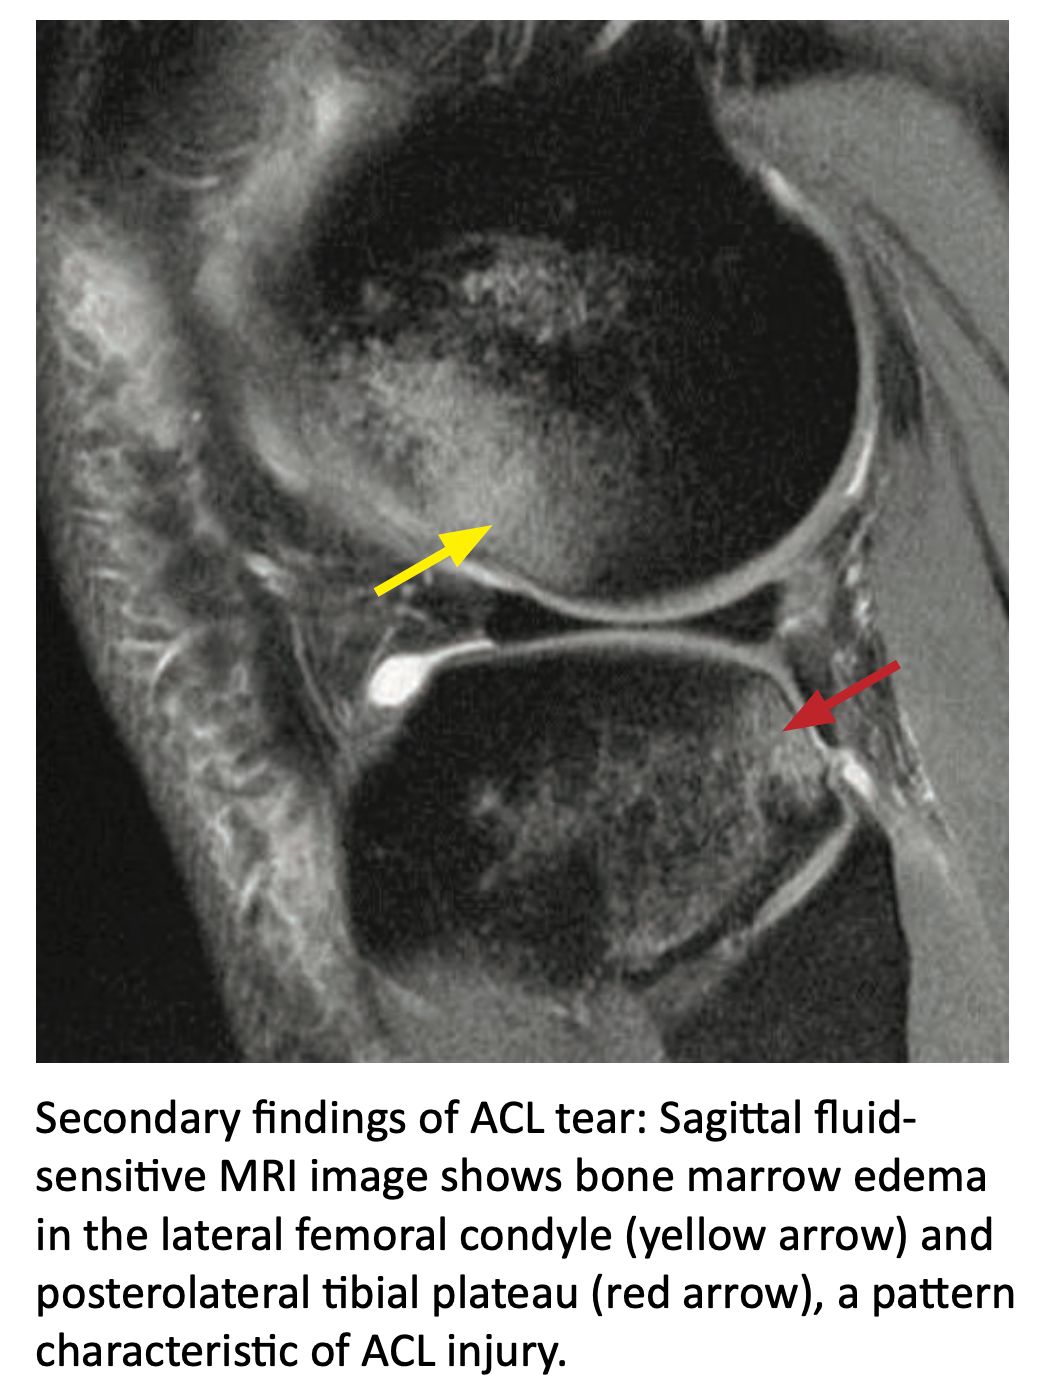 Secondary findings of ACL tear: Sagittal fluid-
sensitive MRI image shows bone marrow edema
in the lateral femoral condyle (yellow arrow) and
posterolateral tibial plateau (red arrow), a pattern
characteristic of ACL injury.